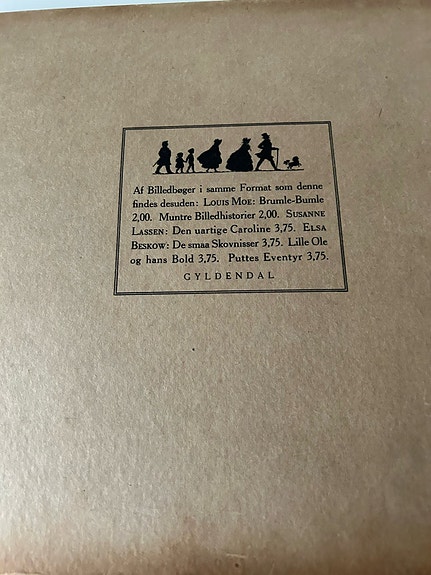 Af Billedbøger i samme Format som denne
findes desuden: LOUIS MOE: Brumle-Bumle
2,00. Muntre Billedhistorier 2,00. SUSANNE
LASSEN: Den uartige Caroline 3,75. ELSA
BESKOW: De smaa Skovnisser 3,75. Lille Ole
og hans Bold 3,75. Puttes Eventyr 3,75.
GYLDENDAL